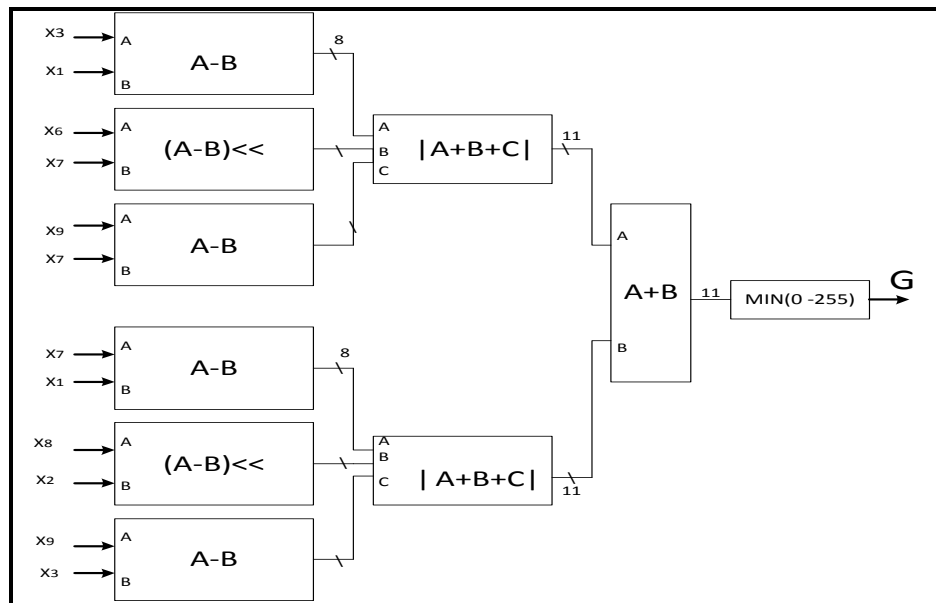 X3
A
X1
B
A-B
8
X6
A
X7
B
(A-B)<<
X9
A
X7
B
A-B
A
B
C
|A+B+C|
11
X7
A
X1
B
A-B
8
X8
A
X2
B
(A-B)<<
X9
A
X3
B
A-B
A
B
C
| A+B+C|
11
A
B
A+B
11
MIN(0 -255)
G